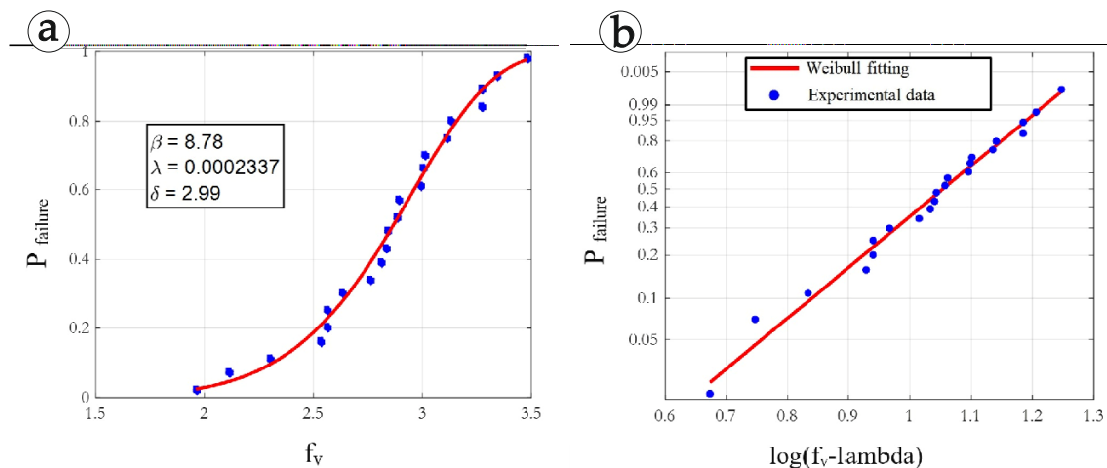 a
1
0.8
0.6
0.4
0.2
0
P failure
β = 8.78
λ = 0.0002337
δ = 2.99
1.5 2 2.5 3 3.5
f_v
b
0.005
0.99
0.95
0.8
0.6
0.5
0.4
0.3
0.2
0.1
0.05
P failure
Weibull fitting
Experimental data
0.6 0.7 0.8 0.9 1 1.1 1.2 1.3
log(f_v-lambda)